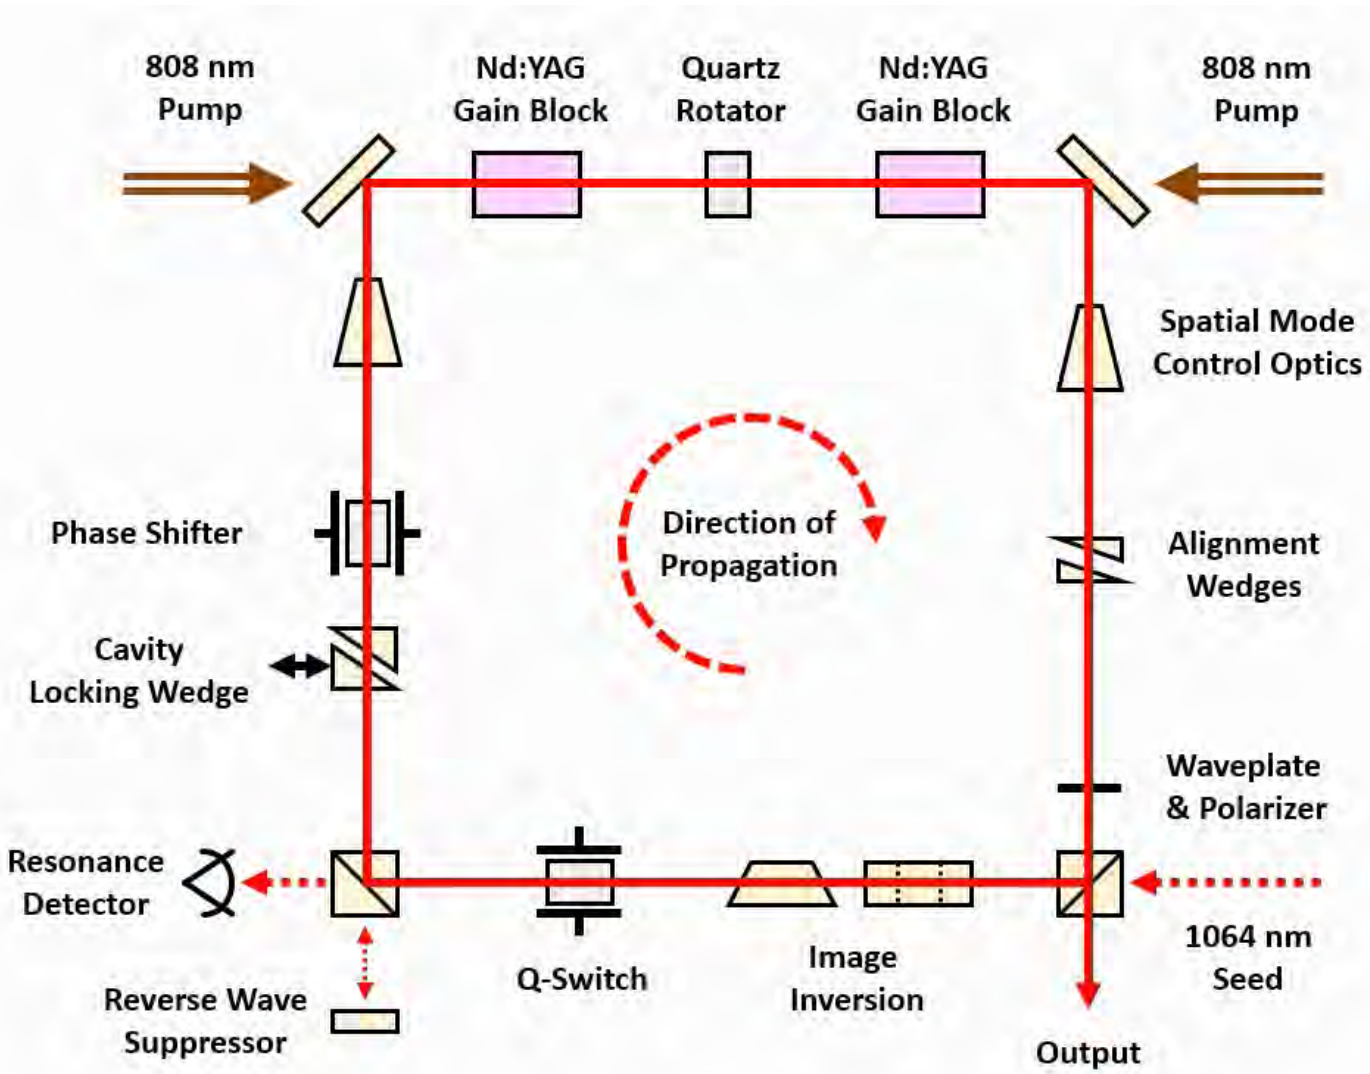 808 nm
Pump
Nd:YAG
Gain Block
Quartz
Rotator
Nd:YAG
Gain Block
808 nm
Pump
Spatial Mode
Control Optics
Phase Shifter
Direction of
Propagation
Alignment
Wedges
Cavity
Locking Wedge
Waveplate
& Polarizer
Resonance
Detector
1064 nm
Seed
Q-Switch
Image
Inversion
Reverse Wave
Suppressor
Output